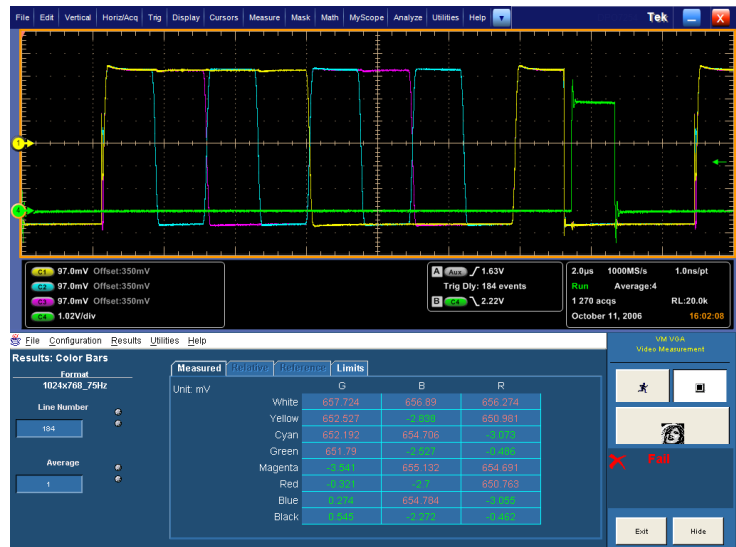 File Edit Vertical Horiz/Acq Trig Display Cursors Measure Mask Math MyScope Analyze Utilities Help Tek X
1
4
C1 97.0mV Offset:350mV
C2 97.0mV Offset:350mV
C3 97.0mV Offset:350mV
C4 1.02V/div
A Aux 1.63V
Trig Dly: 184 events
B C4 2.22V
2.0µs 1000MS/s 1.0ns/pt
Run Average:4
1 270 acqs RL:20.0k
October 11, 2006 16:02:08
File Configuration Results Utilities Help
VM VGA
Video Measurement
Results: Color Bars
Format
1024x768_75Hz
Line Number
184
Average
1
Measured Relative Reference Limits
Unit: mV G B R
White 657.724 656.89 656.274
Yellow 652.527 -2.838 650.981
Cyan 652.192 654.706 -3.073
Green 651.79 -2.527 -0.486
Magenta -3.541 655.132 654.691
Red -0.321 -2.7 650.763
Blue 0.274 654.784 -3.055
Black 0.545 -2.272 -0.462
Fail
Exit Hide